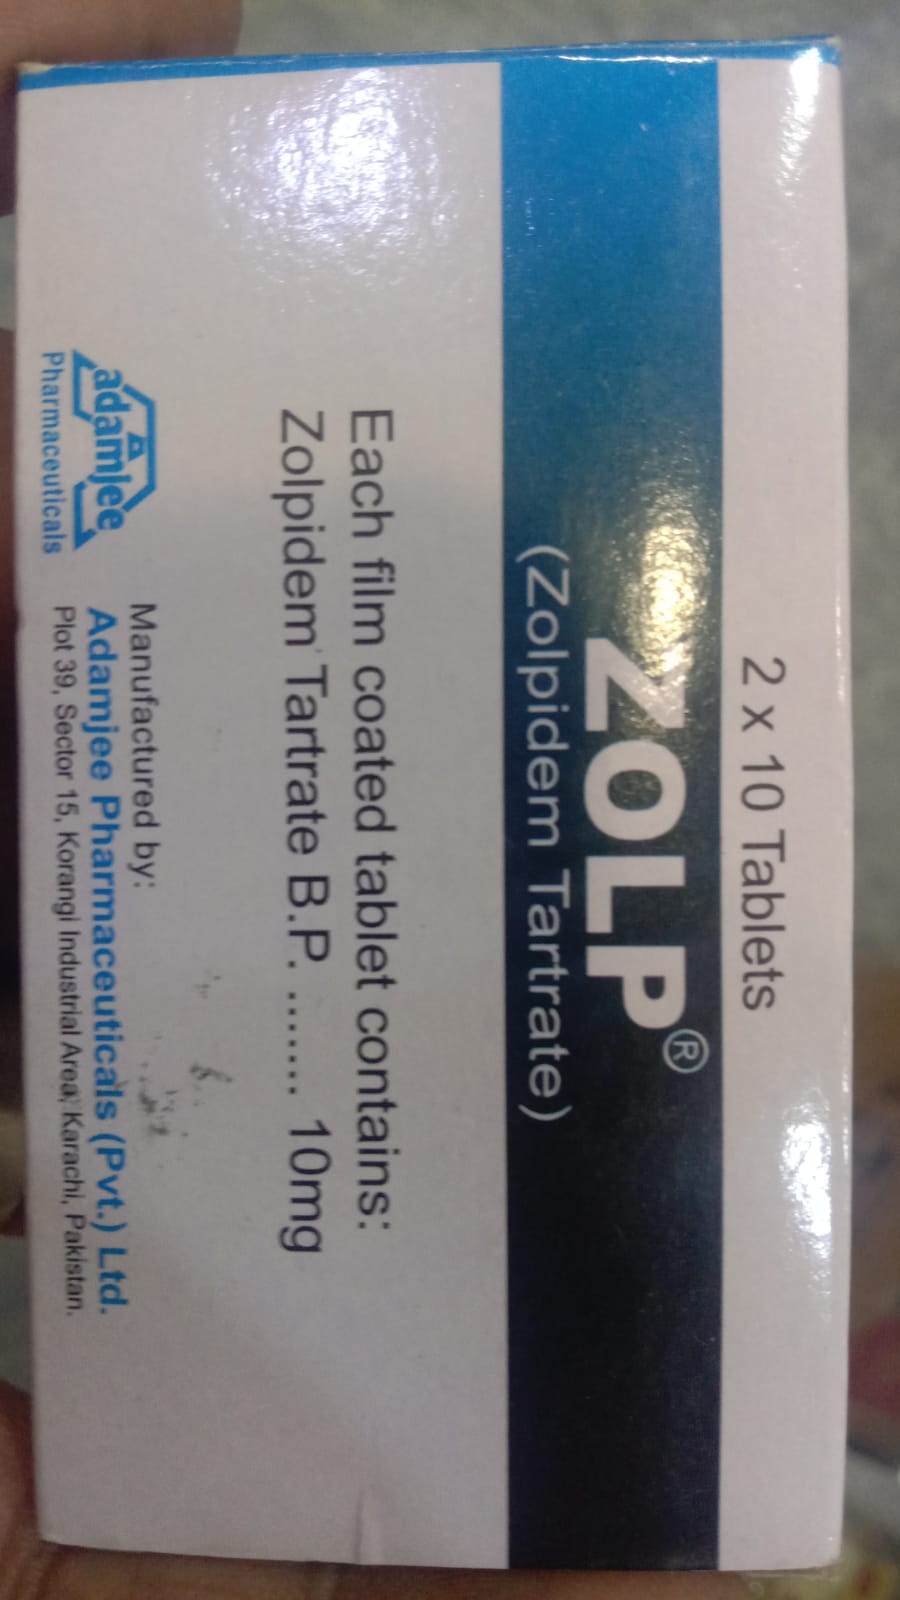 2 x 10 Tablets
ZOLP®
(Zolpidem Tartrate)
Each film coated tablet contains:
Zolpidem Tartrate B.P. ....... 10mg
adamjee
Pharmaceuticals
Manufactured by:
Adamjee Pharmaceuticals (Pvt.) Ltd.
Plot 39, Sector 15, Korangi Industrial Area, Karachi, Pakistan.